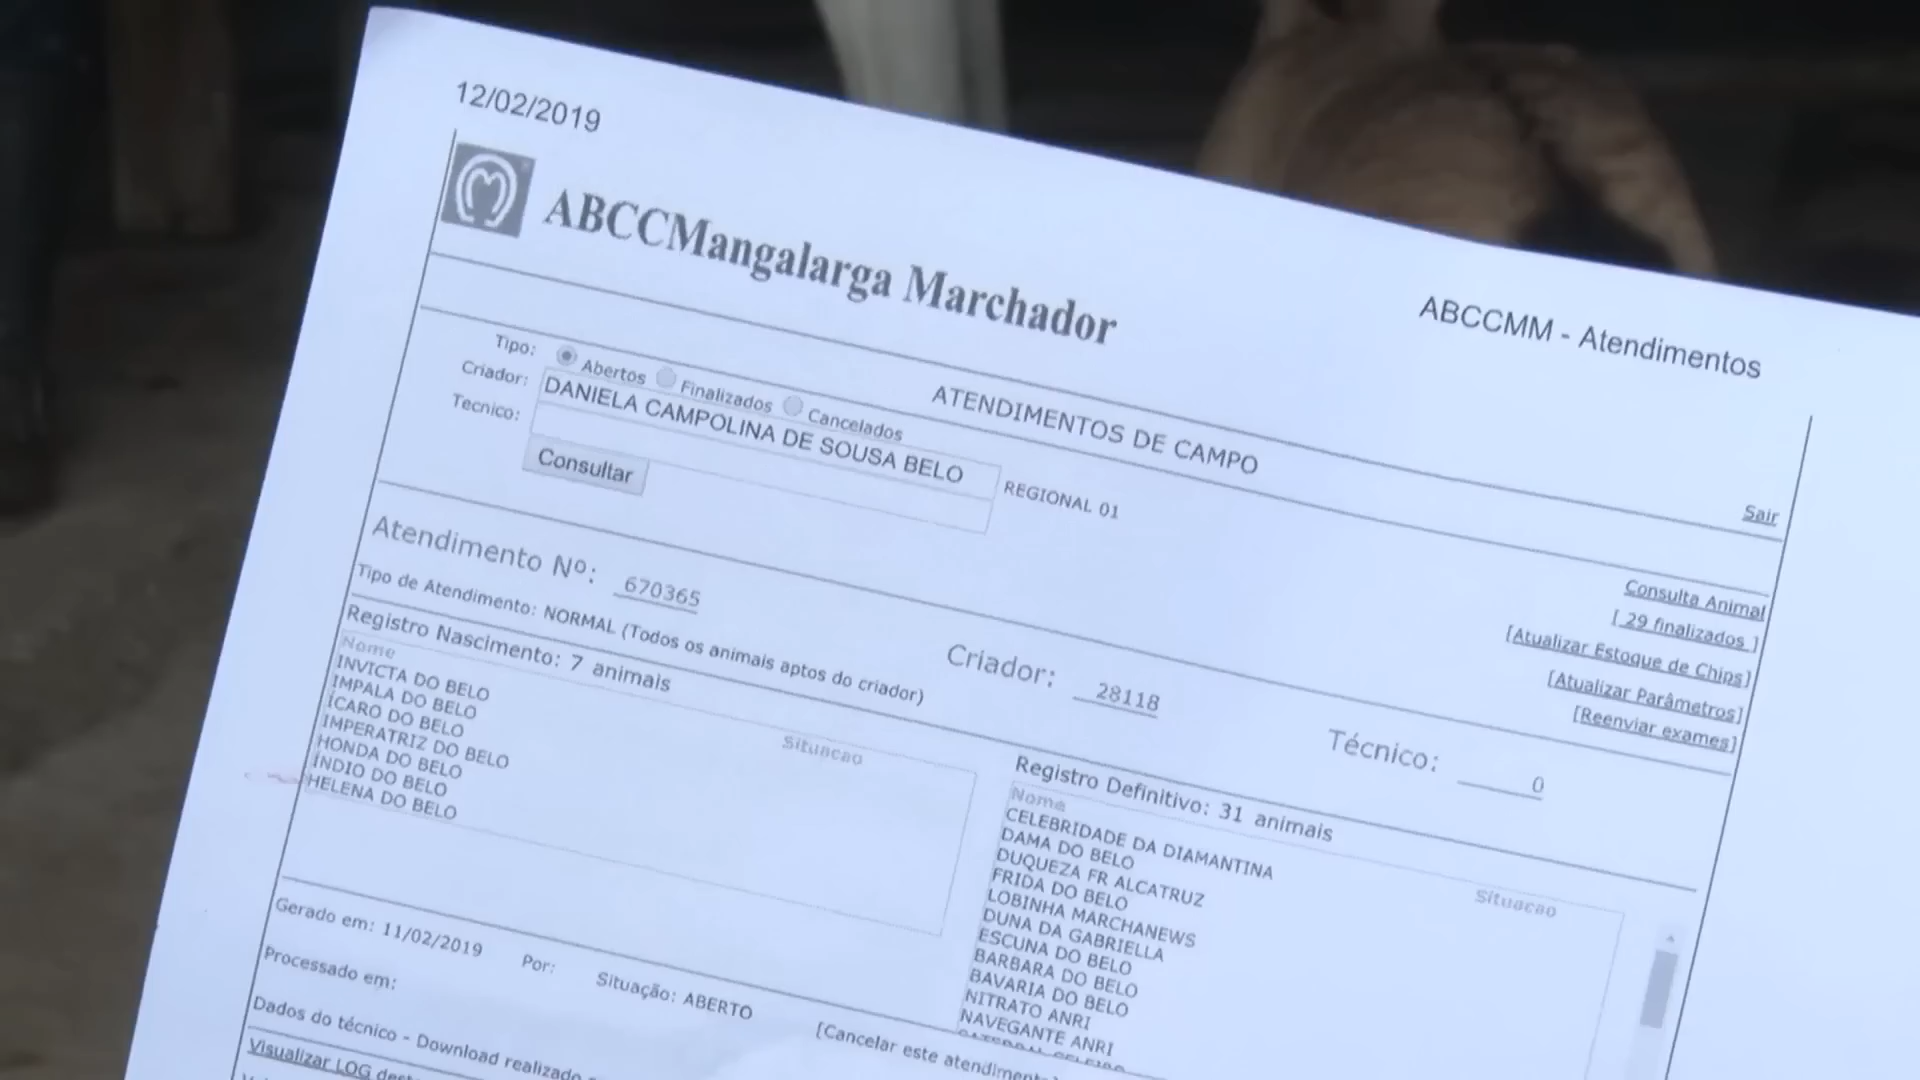 12/02/2019
ABCCMM - Atendimentos
ABCCMangalarga Marchador
ATENDIMENTOS DE CAMPO
Sair
Tipo: Abertos Finalizados Cancelados
Criador: DANIELA CAMPOLINA DE SOUSA BELO REGIONAL 01
Tecnico:
Consultar
Consulta Animal
[ 29 finalizados ]
[Atualizar Estoque de Chips]
[Atualizar Parâmetros]
[Reenviar exames]
Atendimento Nº: 670365 Criador: 28118 Técnico: 0
Tipo de Atendimento: NORMAL (Todos os animais aptos do criador)
Registro Nascimento: 7 animais
Nome Situacao
INVICTA DO BELO
IMPALA DO BELO
ÍCARO DO BELO
IMPERATRIZ DO BELO
HONDA DO BELO
ÍNDIO DO BELO
HELENA DO BELO
Registro Definitivo: 31 animais
Nome Situacao
CELEBRIDADE DA DIAMANTINA
DAMA DO BELO
DUQUEZA FR ALCATRUZ
FRIDA DO BELO
LOBINHA MARCHANEWS
DUNA DA GABRIELLA
ESCUNA DO BELO
BARBARA DO BELO
BAVARIA DO BELO
NITRATO ANRI
NAVEGANTE ANRI
Gerado em: 11/02/2019 Por: Situação: ABERTO [Cancelar este atendimento]
Processado em:
Dados do técnico - Download realizado
Visualizar LOG